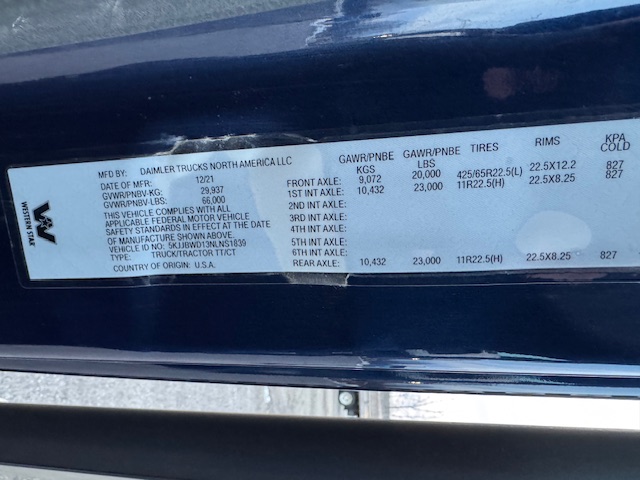 WESTERN STAR
MFD BY: DAIMLER TRUCKS NORTH AMERICA LLC
DATE OF MFR: 12/21
GVWR/PNBV-KG: 29,937
GVWR/PNBV-LBS: 66,000
THIS VEHICLE COMPLIES WITH ALL
APPLICABLE FEDERAL MOTOR VEHICLE
SAFETY STANDARDS IN EFFECT AT THE DATE
OF MANUFACTURE SHOWN ABOVE.
VEHICLE ID NUMBER: 5KJJBWD13NLNS1839
TYPE: TRUCK/TRACTOR TT/CT
COUNTRY OF ORIGIN: U.S.A.
GAWR/PNBE KGS GAWR/PNBE LBS TIRES RIMS KPA COLD
FRONT AXLE: 9,072 20,000 425/65R22.5(L) 22.5X12.2 827
1ST INT AXLE: 10,432 23,000 11R22.5(H) 22.5X8.25 827
2ND INT AXLE:
3RD INT AXLE:
4TH INT AXLE:
5TH INT AXLE:
6TH INT AXLE:
REAR AXLE: 10,432 23,000 11R22.5(H) 22.5X8.25 827